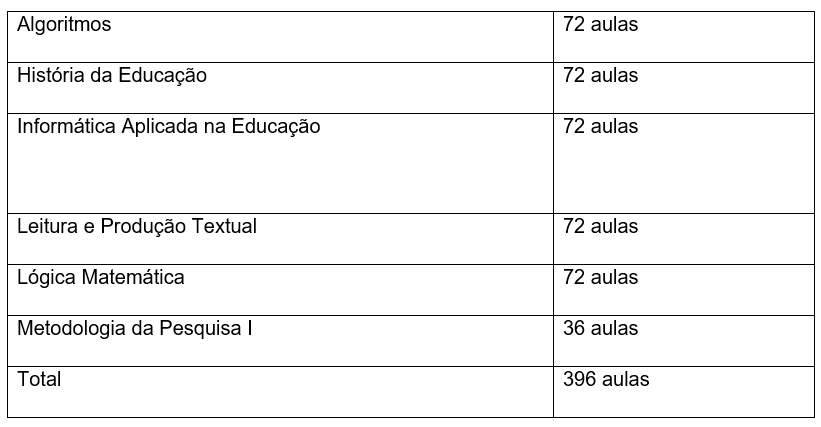 Algoritmos 72 aulas
História da Educação 72 aulas
Informática Aplicada na Educação 72 aulas
Leitura e Produção Textual 72 aulas
Lógica Matemática 72 aulas
Metodologia da Pesquisa I 36 aulas
Total 396 aulas